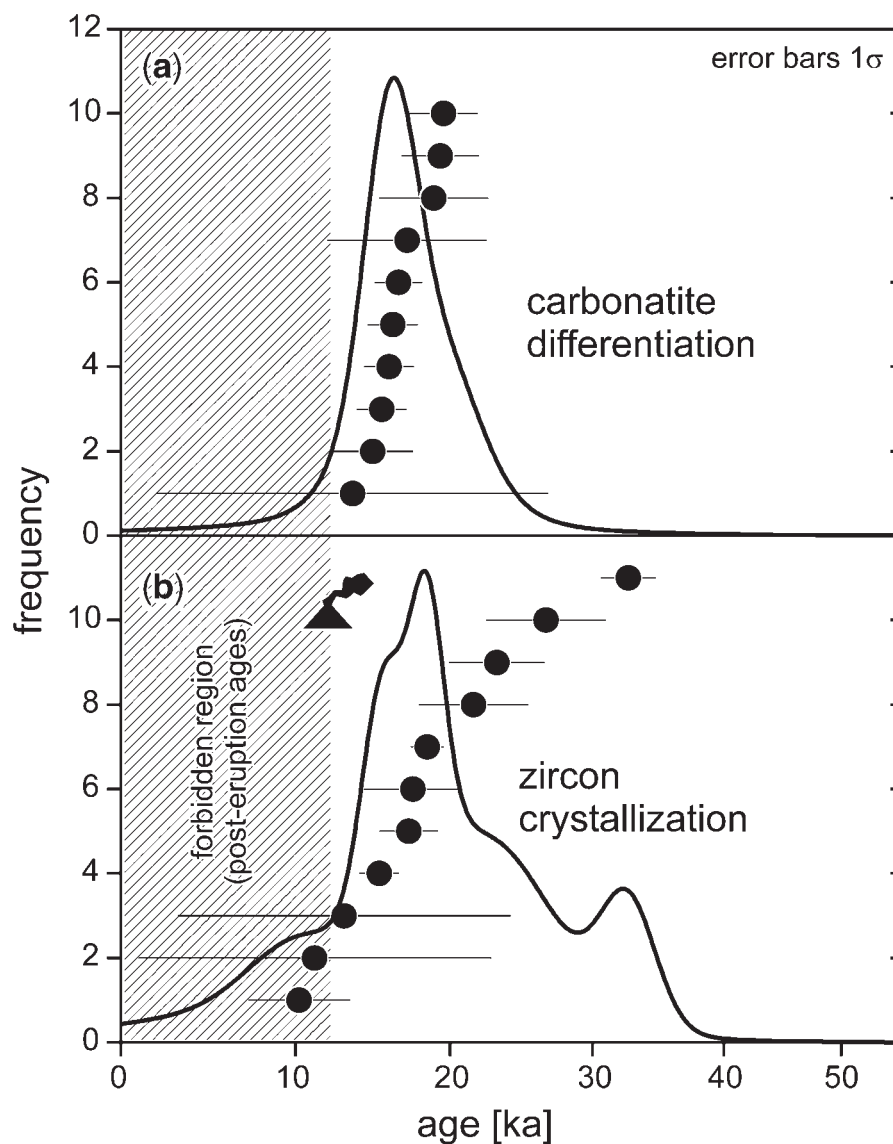 12
(a)
error bars 1σ
10
8
6
carbonatite
differentiation
4
2
0
frequency
(b)
10
8
forbidden region
(post-eruption ages)
6
zircon
crystallization
4
2
0
0 10 20 30 40 50
age [ka]